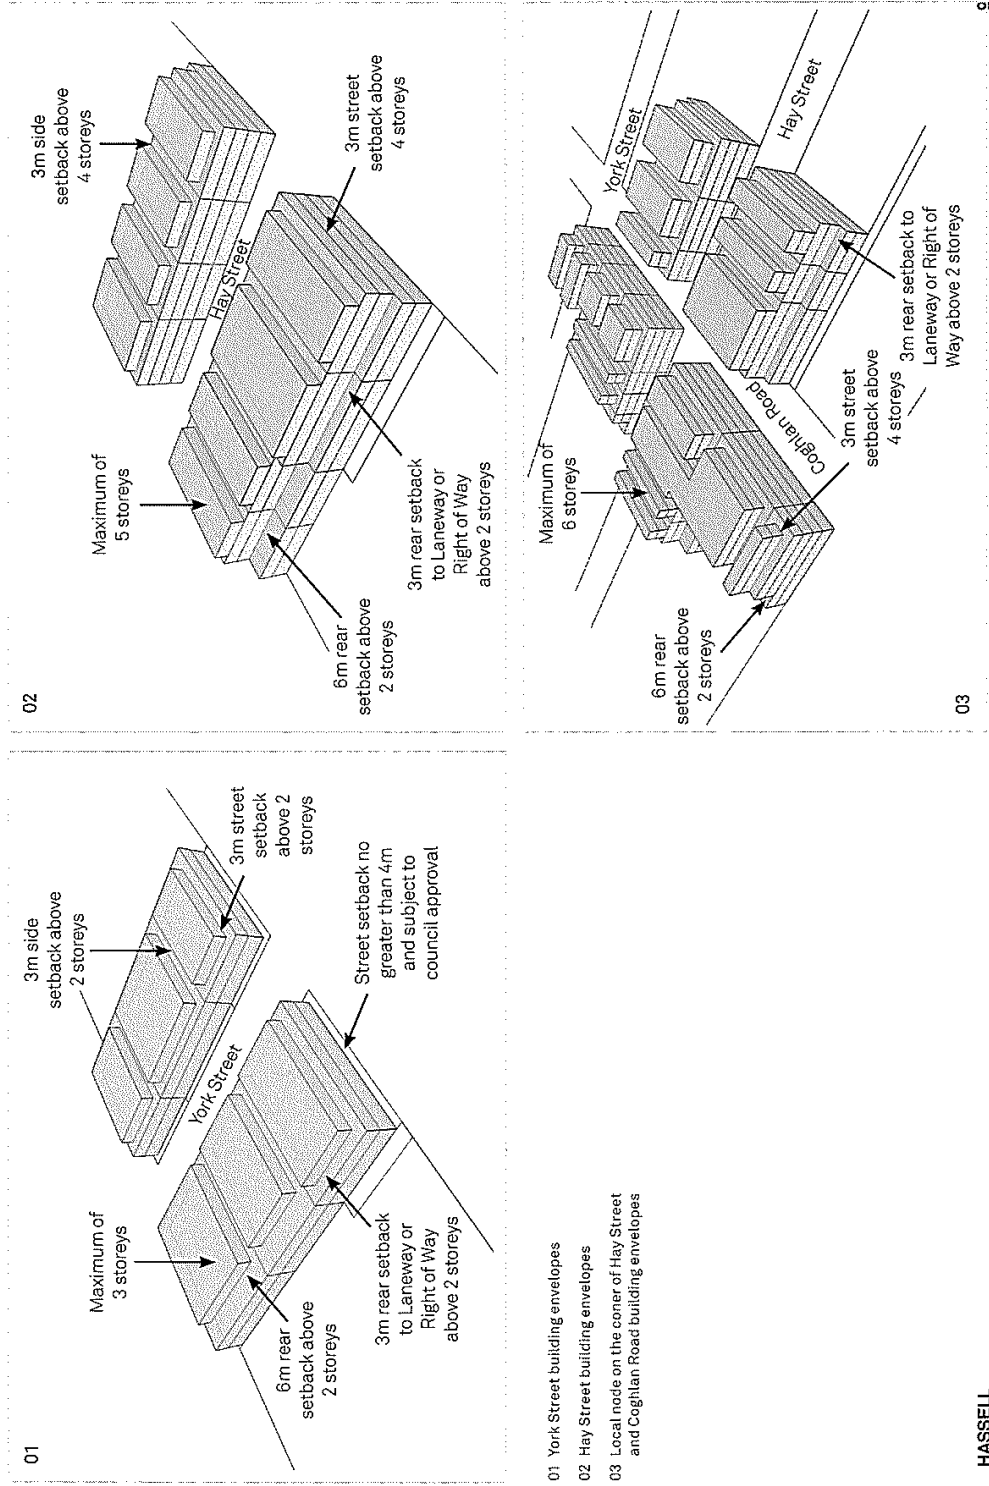 01
3m side
setback above
2 storeys
3m street
setback
above 2
storeys
Maximum of
3 storeys
York Street
Street setback no
greater than 4m
and subject to
council approval
6m rear
setback above
2 storeys
3m rear setback
to Laneway or
Right of Way
above 2 storeys
02
3m side
setback above
4 storeys
Maximum of
5 storeys
Hay Street
3m street
setback above
4 storeys
6m rear
setback above
2 storeys
3m rear setback
to Laneway or
Right of Way
above 2 storeys
01 York Street building envelopes
02 Hay Street building envelopes
03 Local node on the coner of Hay Street
and Coghlan Road building envelopes
Maximum of
6 storeys
York Street
Hay Street
Coghlan Road
6m rear
setback above
2 storeys
3m street
setback above
4 storeys
3m rear setback to
Laneway or Right of
Way above 2 storeys
03
HASSELL